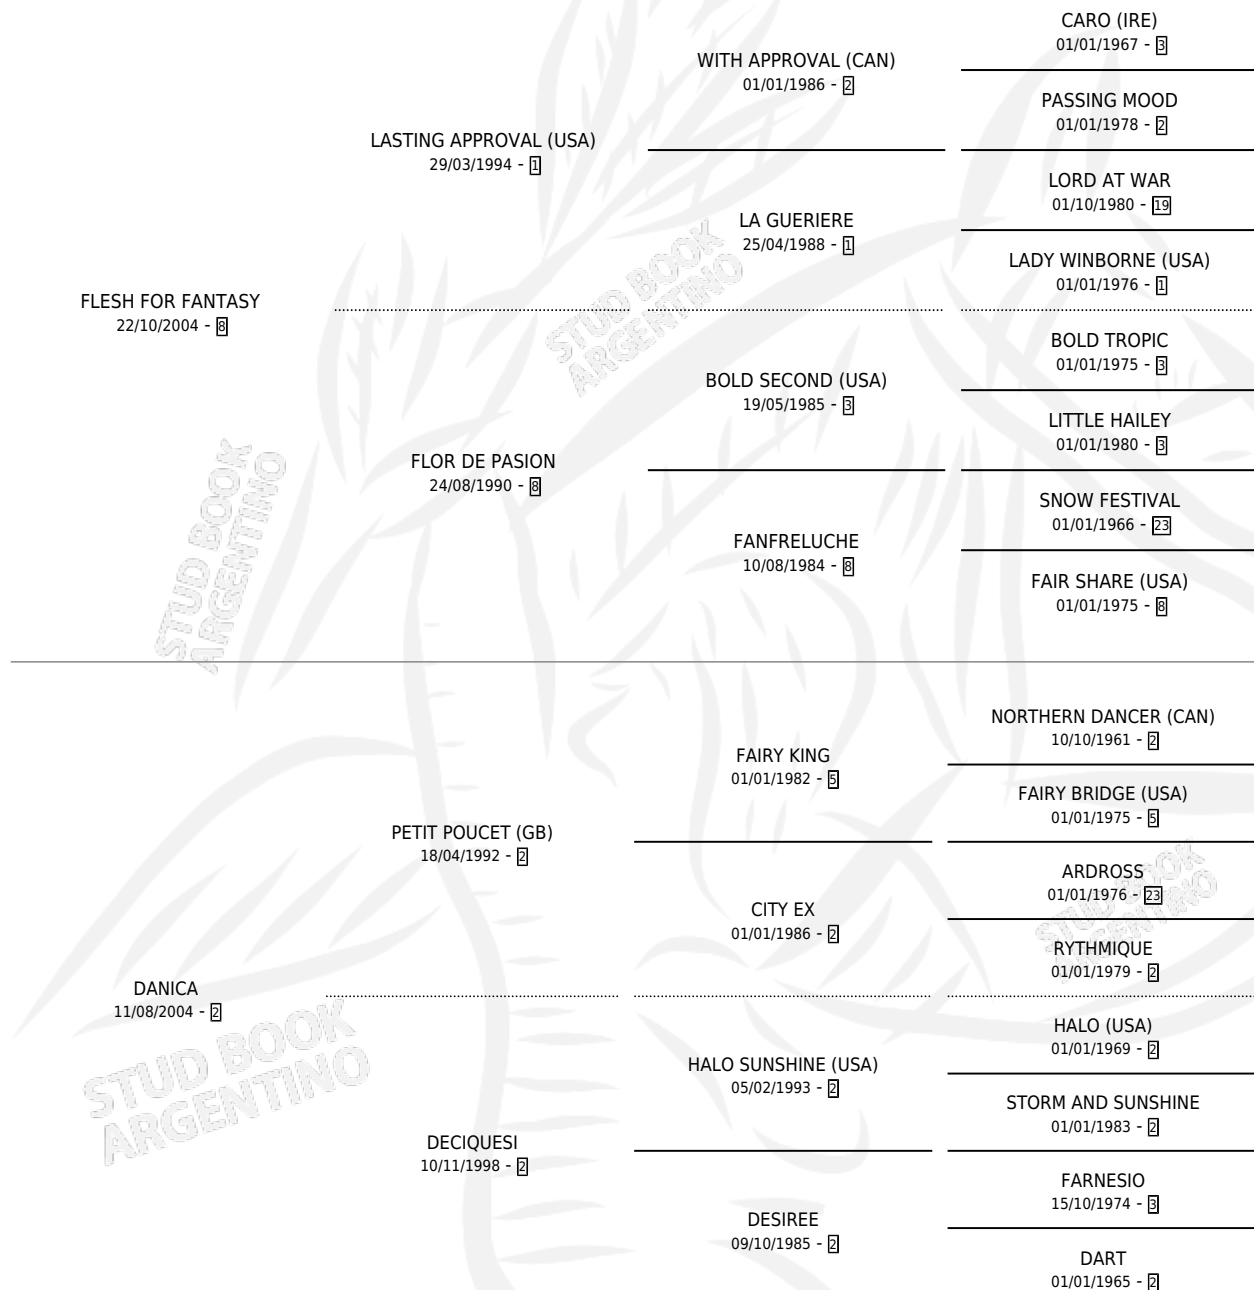 CARO (IRE)
01/01/1967 - 3
WITH APPROVAL (CAN)
01/01/1986 - 2
PASSING MOOD
01/01/1978 - 2
LASTING APPROVAL (USA)
29/03/1994 - 1
LORD AT WAR
01/10/1980 - 19
LA GUERIERE
25/04/1988 - 1
LADY WINBORNE (USA)
01/01/1976 - 1
FLESH FOR FANTASY
22/10/2004 - 8
BOLD TROPIC
01/01/1975 - 3
BOLD SECOND (USA)
19/05/1985 - 3
LITTLE HAILEY
01/01/1980 - 3
FLOR DE PASION
24/08/1990 - 8
SNOW FESTIVAL
01/01/1966 - 23
FANFRELUCHE
10/08/1984 - 8
FAIR SHARE (USA)
01/01/1975 - 8
STUD BOOK
ARGENTINO
STUD BOOK
ARGENTINO
NORTHERN DANCER (CAN)
10/10/1961 - 2
FAIRY KING
01/01/1982 - 5
FAIRY BRIDGE (USA)
01/01/1975 - 5
PETIT POUCET (GB)
18/04/1992 - 2
ARDROSS
01/01/1976 - 23
CITY EX
01/01/1986 - 2
RYTHMIQUE
01/01/1979 - 2
STUD BOOK
ARGENTINO
DANICA
11/08/2004 - 2
HALO (USA)
01/01/1969 - 2
HALO SUNSHINE (USA)
05/02/1993 - 2
STORM AND SUNSHINE
01/01/1983 - 2
STUD BOOK
ARGENTINO
DECIQUESI
10/11/1998 - 2
FARNESIO
15/10/1974 - 3
DESIREE
09/10/1985 - 2
DART
01/01/1965 - 2